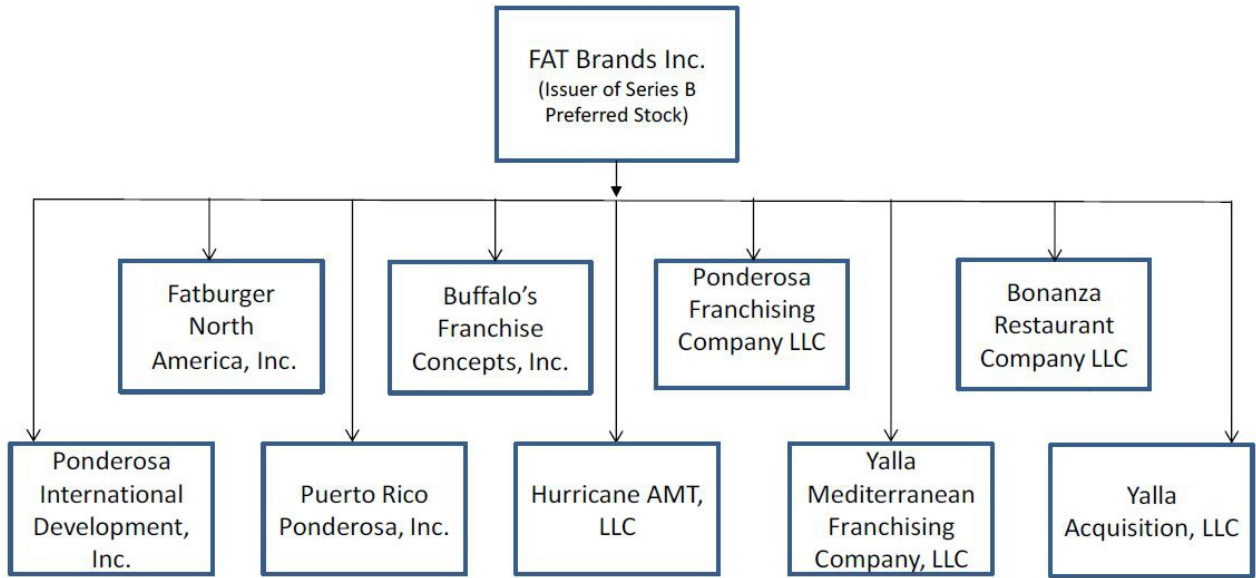 FAT Brands Inc.
(Issuer of Series B
Preferred Stock)
Fatburger
North
America, Inc.
Buffalo’s
Franchise
Concepts, Inc.
Ponderosa
Franchising
Company LLC
Bonanza
Restaurant
Company LLC
Ponderosa
International
Development,
Inc.
Puerto Rico
Ponderosa, Inc.
Hurricane AMT,
LLC
Yalla
Mediterranean
Franchising
Company, LLC
Yalla
Acquisition, LLC